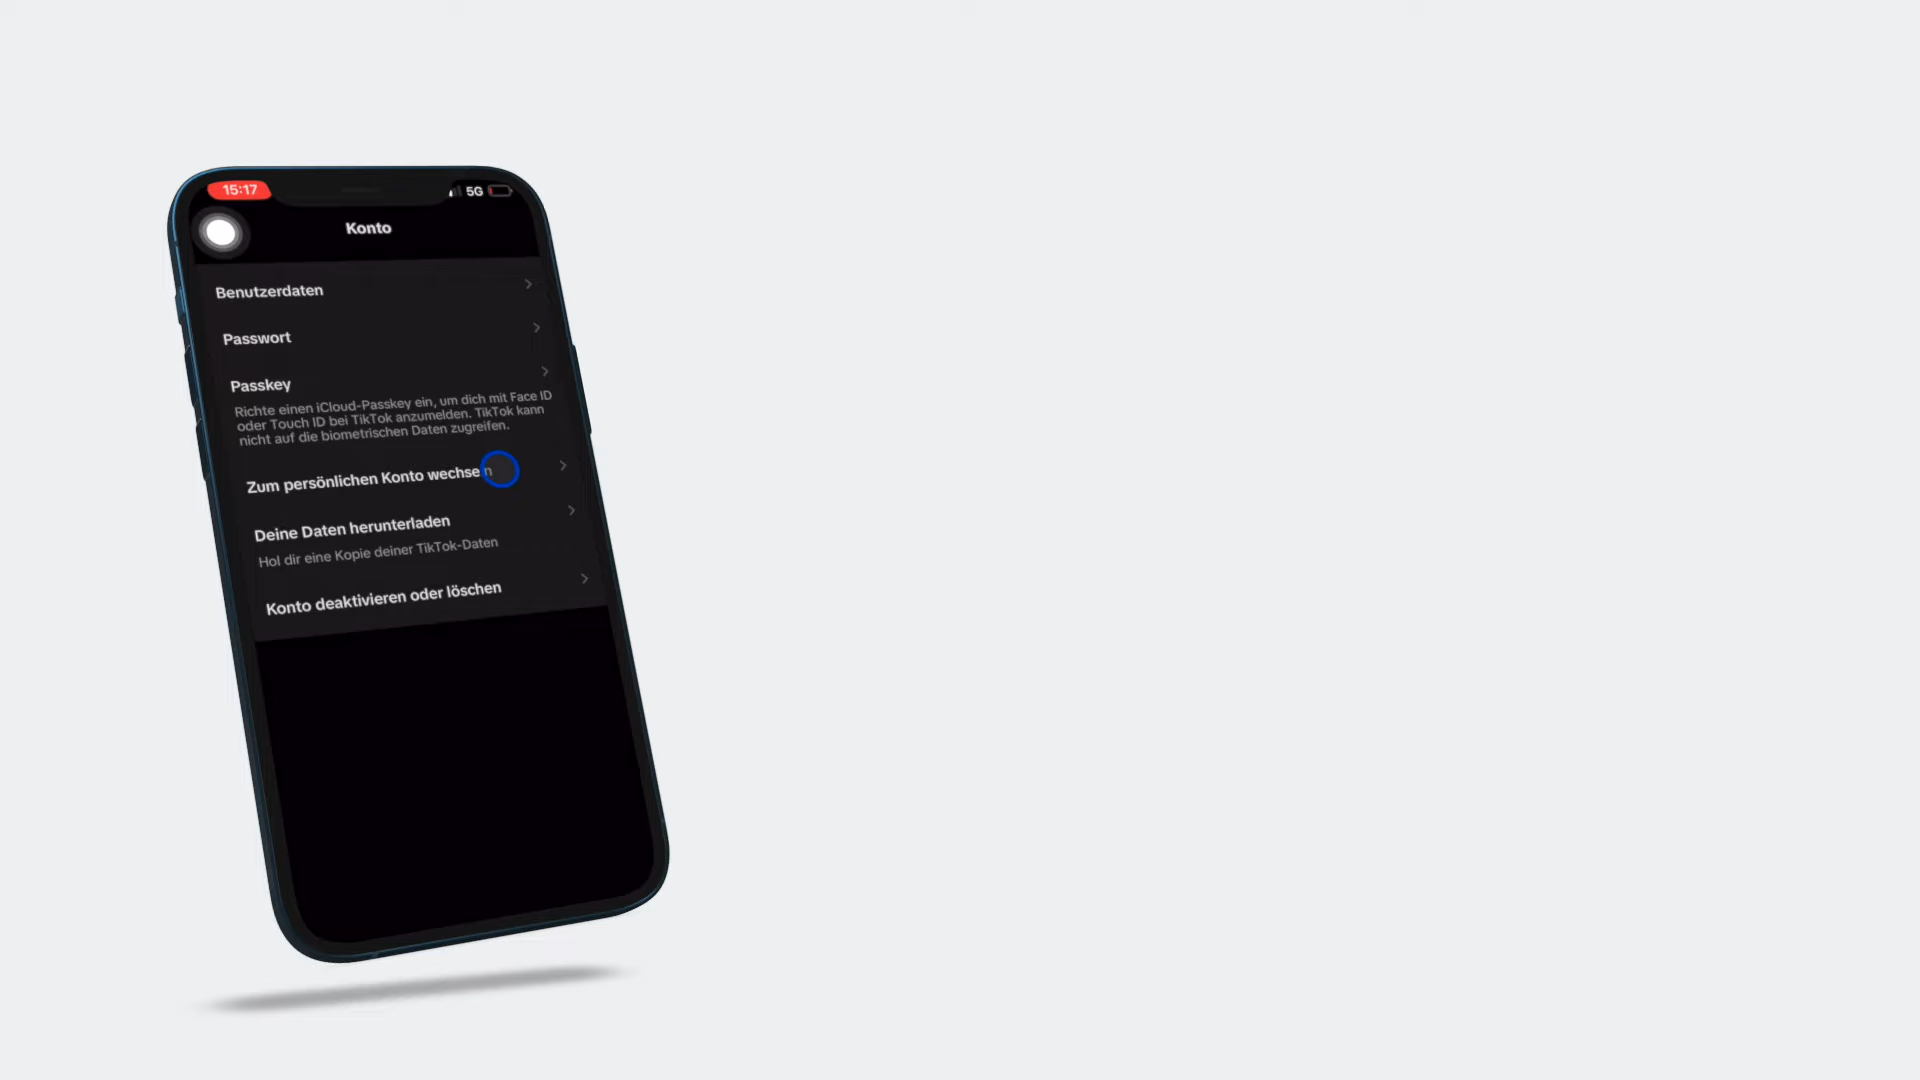 15:17
5G
Konto
Benutzerdaten
Passwort
Passkey
Richte einen iCloud-Passkey ein, um dich mit Face ID
oder Touch ID bei TikTok anzumelden. TikTok kann
nicht auf die biometrischen Daten zugreifen.
Zum persönlichen Konto wechseln
Deine Daten herunterladen
Hol dir eine Kopie deiner TikTok-Daten
Konto deaktivieren oder löschen